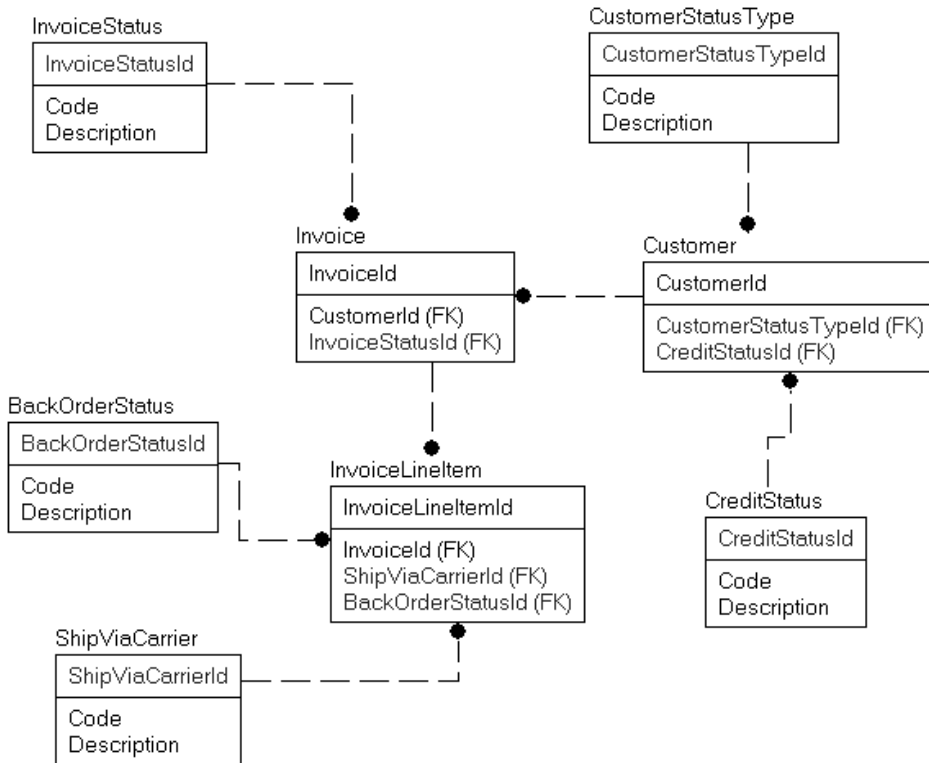 InvoiceStatus
InvoiceStatusId
Code
Description
CustomerStatusType
CustomerStatusTypeId
Code
Description
Invoice
InvoiceId
CustomerId (FK)
InvoiceStatusId (FK)
Customer
CustomerId
CustomerStatusTypeId (FK)
CreditStatusId (FK)
BackOrderStatus
BackOrderStatusId
Code
Description
InvoiceLineItem
InvoiceLineItemId
InvoiceId (FK)
ShipViaCarrierId (FK)
BackOrderStatusId (FK)
CreditStatus
CreditStatusId
Code
Description
ShipViaCarrier
ShipViaCarrierId
Code
Description